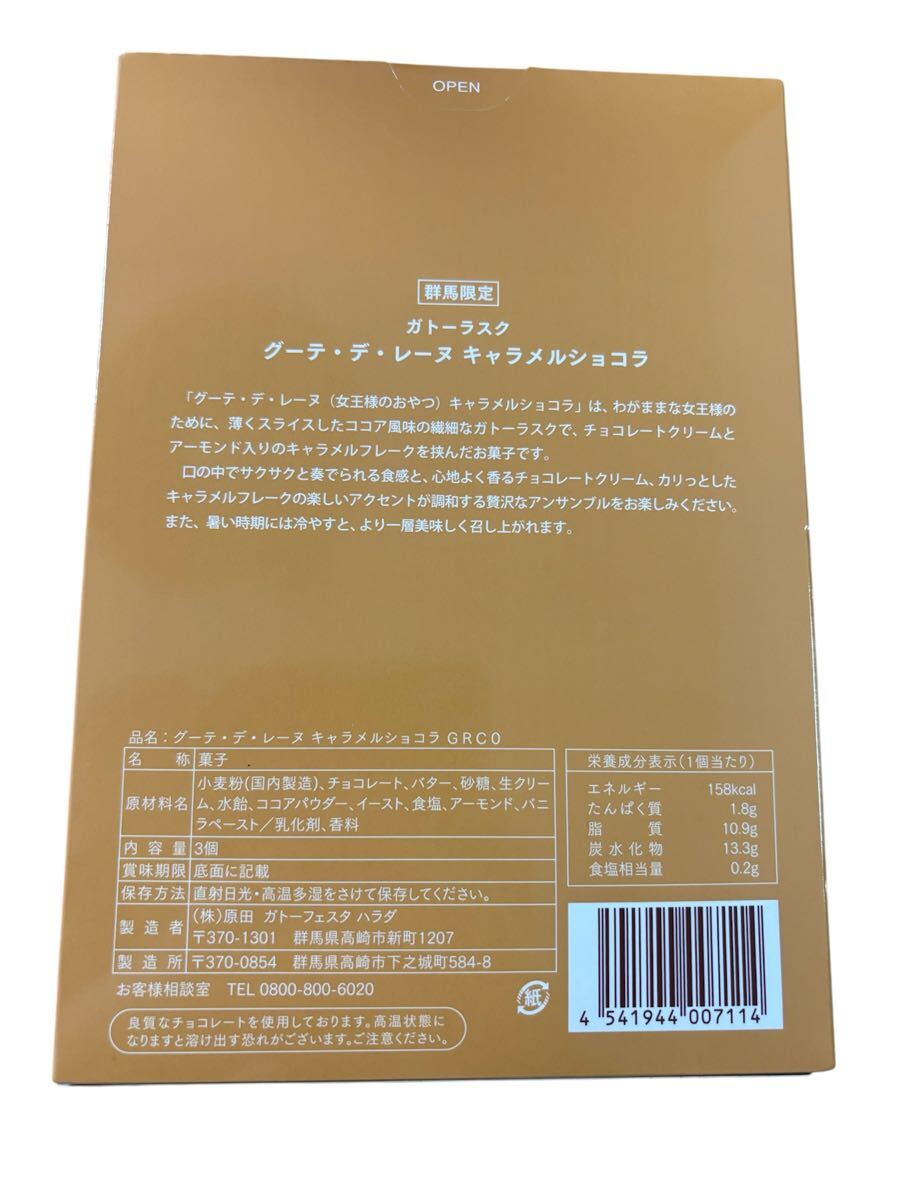 OPEN
群馬限定
ガトーラスク
グーテ・デ・レーヌ キャラメルショコラ
「グーテ・デ・レーヌ（女王様のおやつ）キャラメルショコラ」は、わがままな女王様の
ために、薄くスライスしたココア風味の繊細なガトーラスクで、チョコレートクリームと
アーモンド入りのキャラメルフレークを挟んだお菓子です。
口の中でサクサクと奏でられる食感と、心地よく香るチョコレートクリーム、カリっとした
キャラメルフレークの楽しいアクセントが調和する贅沢なアンサンブルをお楽しみください。
また、暑い時期には冷やすと、より一層美味しく召し上がれます。
品名：グーテ・デ・レーヌ キャラメルショコラ GRC0
名 称 菓子
原材料名 小麦粉(国内製造)、チョコレート、バター、砂糖、生クリー
ム、水飴、ココアパウダー、イースト、食塩、アーモンド、バニ
ラペースト／乳化剤、香料
内容量 3個
賞味期限 底面に記載
保存方法 直射日光・高温多湿をさけて保存してください。
製造者 (株)原田 ガトーフェスタ ハラダ
〒370-1301 群馬県高崎市新町1207
製造所 〒370-0854 群馬県高崎市下之城町584-8
お客様相談室 TEL 0800-800-6020
良質なチョコレートを使用しております。高温状態に
なりますと溶け出す恐れがございます。ご注意ください。
栄養成分表示(1個当たり)
エネルギー 158kcal
たんぱく質 1.8g
脂質 10.9g
炭水化物 13.3g
食塩相当量 0.2g
紙
4 541944 007114